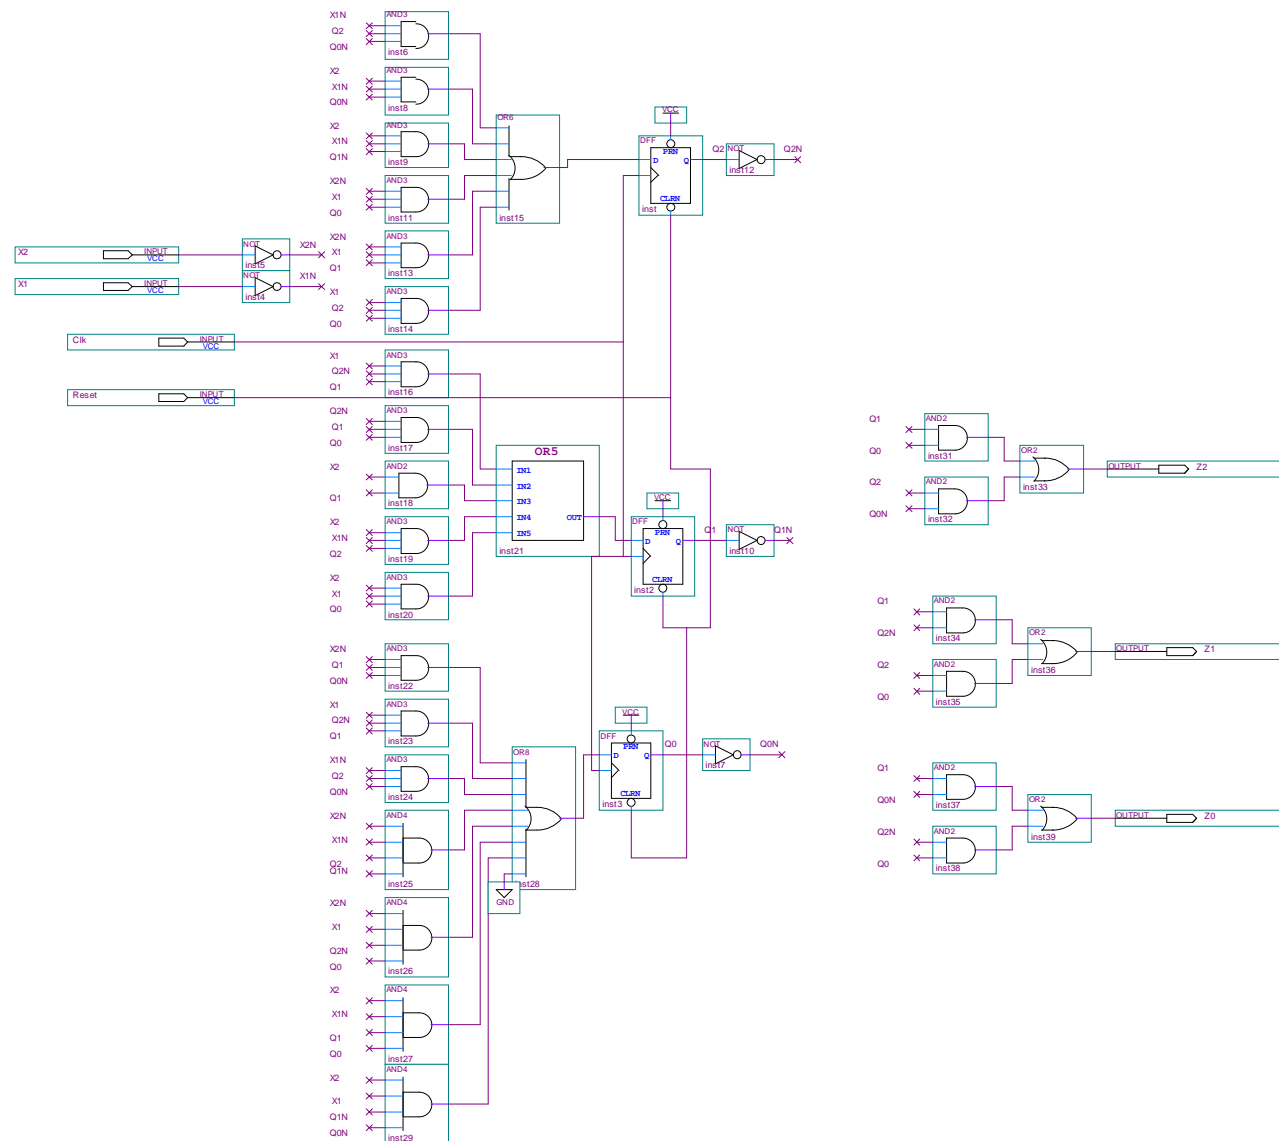 X1N
Q2
Q0N
AND3
inst6
X2
X1N
Q0N
AND3
inst8
X2
X1N
Q1N
AND3
inst9
X2N
X1
Q0
AND3
inst11
X2N
X1
Q1
AND3
inst13
X1
Q2
Q0
AND3
inst14
OR6
inst15
VCC
DFF
PRN
D
Q
CLRN
inst
Q2
NOT
inst12
Q2N
X2
INPUT
VCC
NOT
inst5
X2N
X1
INPUT
VCC
NOT
inst4
X1N
Clk
INPUT
VCC
Reset
INPUT
VCC
X1
Q2N
Q1
AND3
inst16
Q2N
Q1
Q0
AND3
inst17
X2
Q1
AND2
inst18
X2
X1N
Q2
AND3
inst19
X2
X1
Q0
AND3
inst20
OR5
IN1
IN2
IN3
IN4
IN5
OUT
inst21
VCC
DFF
PRN
D
Q
CLRN
inst2
Q1
NOT
inst10
Q1N
X2N
Q1
Q0N
AND3
inst22
X1
Q2N
Q1
AND3
inst23
X1N
Q2
Q0N
AND3
inst24
X2N
X1N
Q2
Q1N
AND4
inst25
X2N
X1
Q2N
Q0
AND4
inst26
X2
X1N
Q1
Q0
AND4
inst27
X2
X1
Q1N
Q0N
AND4
inst29
OR8
inst28
GND
VCC
DFF
PRN
D
Q
CLRN
inst3
Q0
NOT
inst7
Q0N
Q1
Q0
AND2
inst31
Q2
Q0N
AND2
inst32
OR2
inst33
OUTPUT
Z2
Q1
Q2N
AND2
inst34
Q2
Q0
AND2
inst35
OR2
inst36
OUTPUT
Z1
Q1
Q0N
AND2
inst37
Q2N
Q0
AND2
inst38
OR2
inst39
OUTPUT
Z0